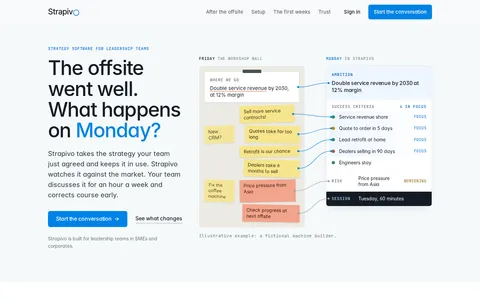 Strapivo
After the offsite
Setup
The first weeks
Trust
Sign in
Start the conversation
STRATEGY SOFTWARE FOR LEADERSHIP TEAMS
The offsite
went well.
What happens
on Monday?
Strapivo takes the strategy your team
just agreed and keeps it in use. Strapivo
watches it against the market. Your team
discusses it for an hour a week and
corrects course early.
Start the conversation →
See what changes
Strapivo is built for leadership teams in SMEs and
corporates.
FRIDAY THE WORKSHOP WALL
WHERE WE GO
Double service revenue by 2030,
at 12% margin
Sell more service
contracts!
New
CRM?
Quotes take far too
long
Retrofit is our chance
Dealers take 6
months to sell
Fix the
coffee
machine
Price pressure from
Asia
Check progress at
next offsite
MONDAY IN STRAPIVO
AMBITION
Double service revenue by 2030 at
12% margin
SUCCESS CRITERIA
4 IN FOCUS
Service revenue share
FOCUS
Quote to order in 5 days
FOCUS
Lead retrofit at home
FOCUS
Dealers selling in 90 days
FOCUS
Engineers stay
RISK
Price pressure from
Asia
WORSENING
SESSION
Tuesday, 60 minutes
Illustrative example: a fictional machine builder.